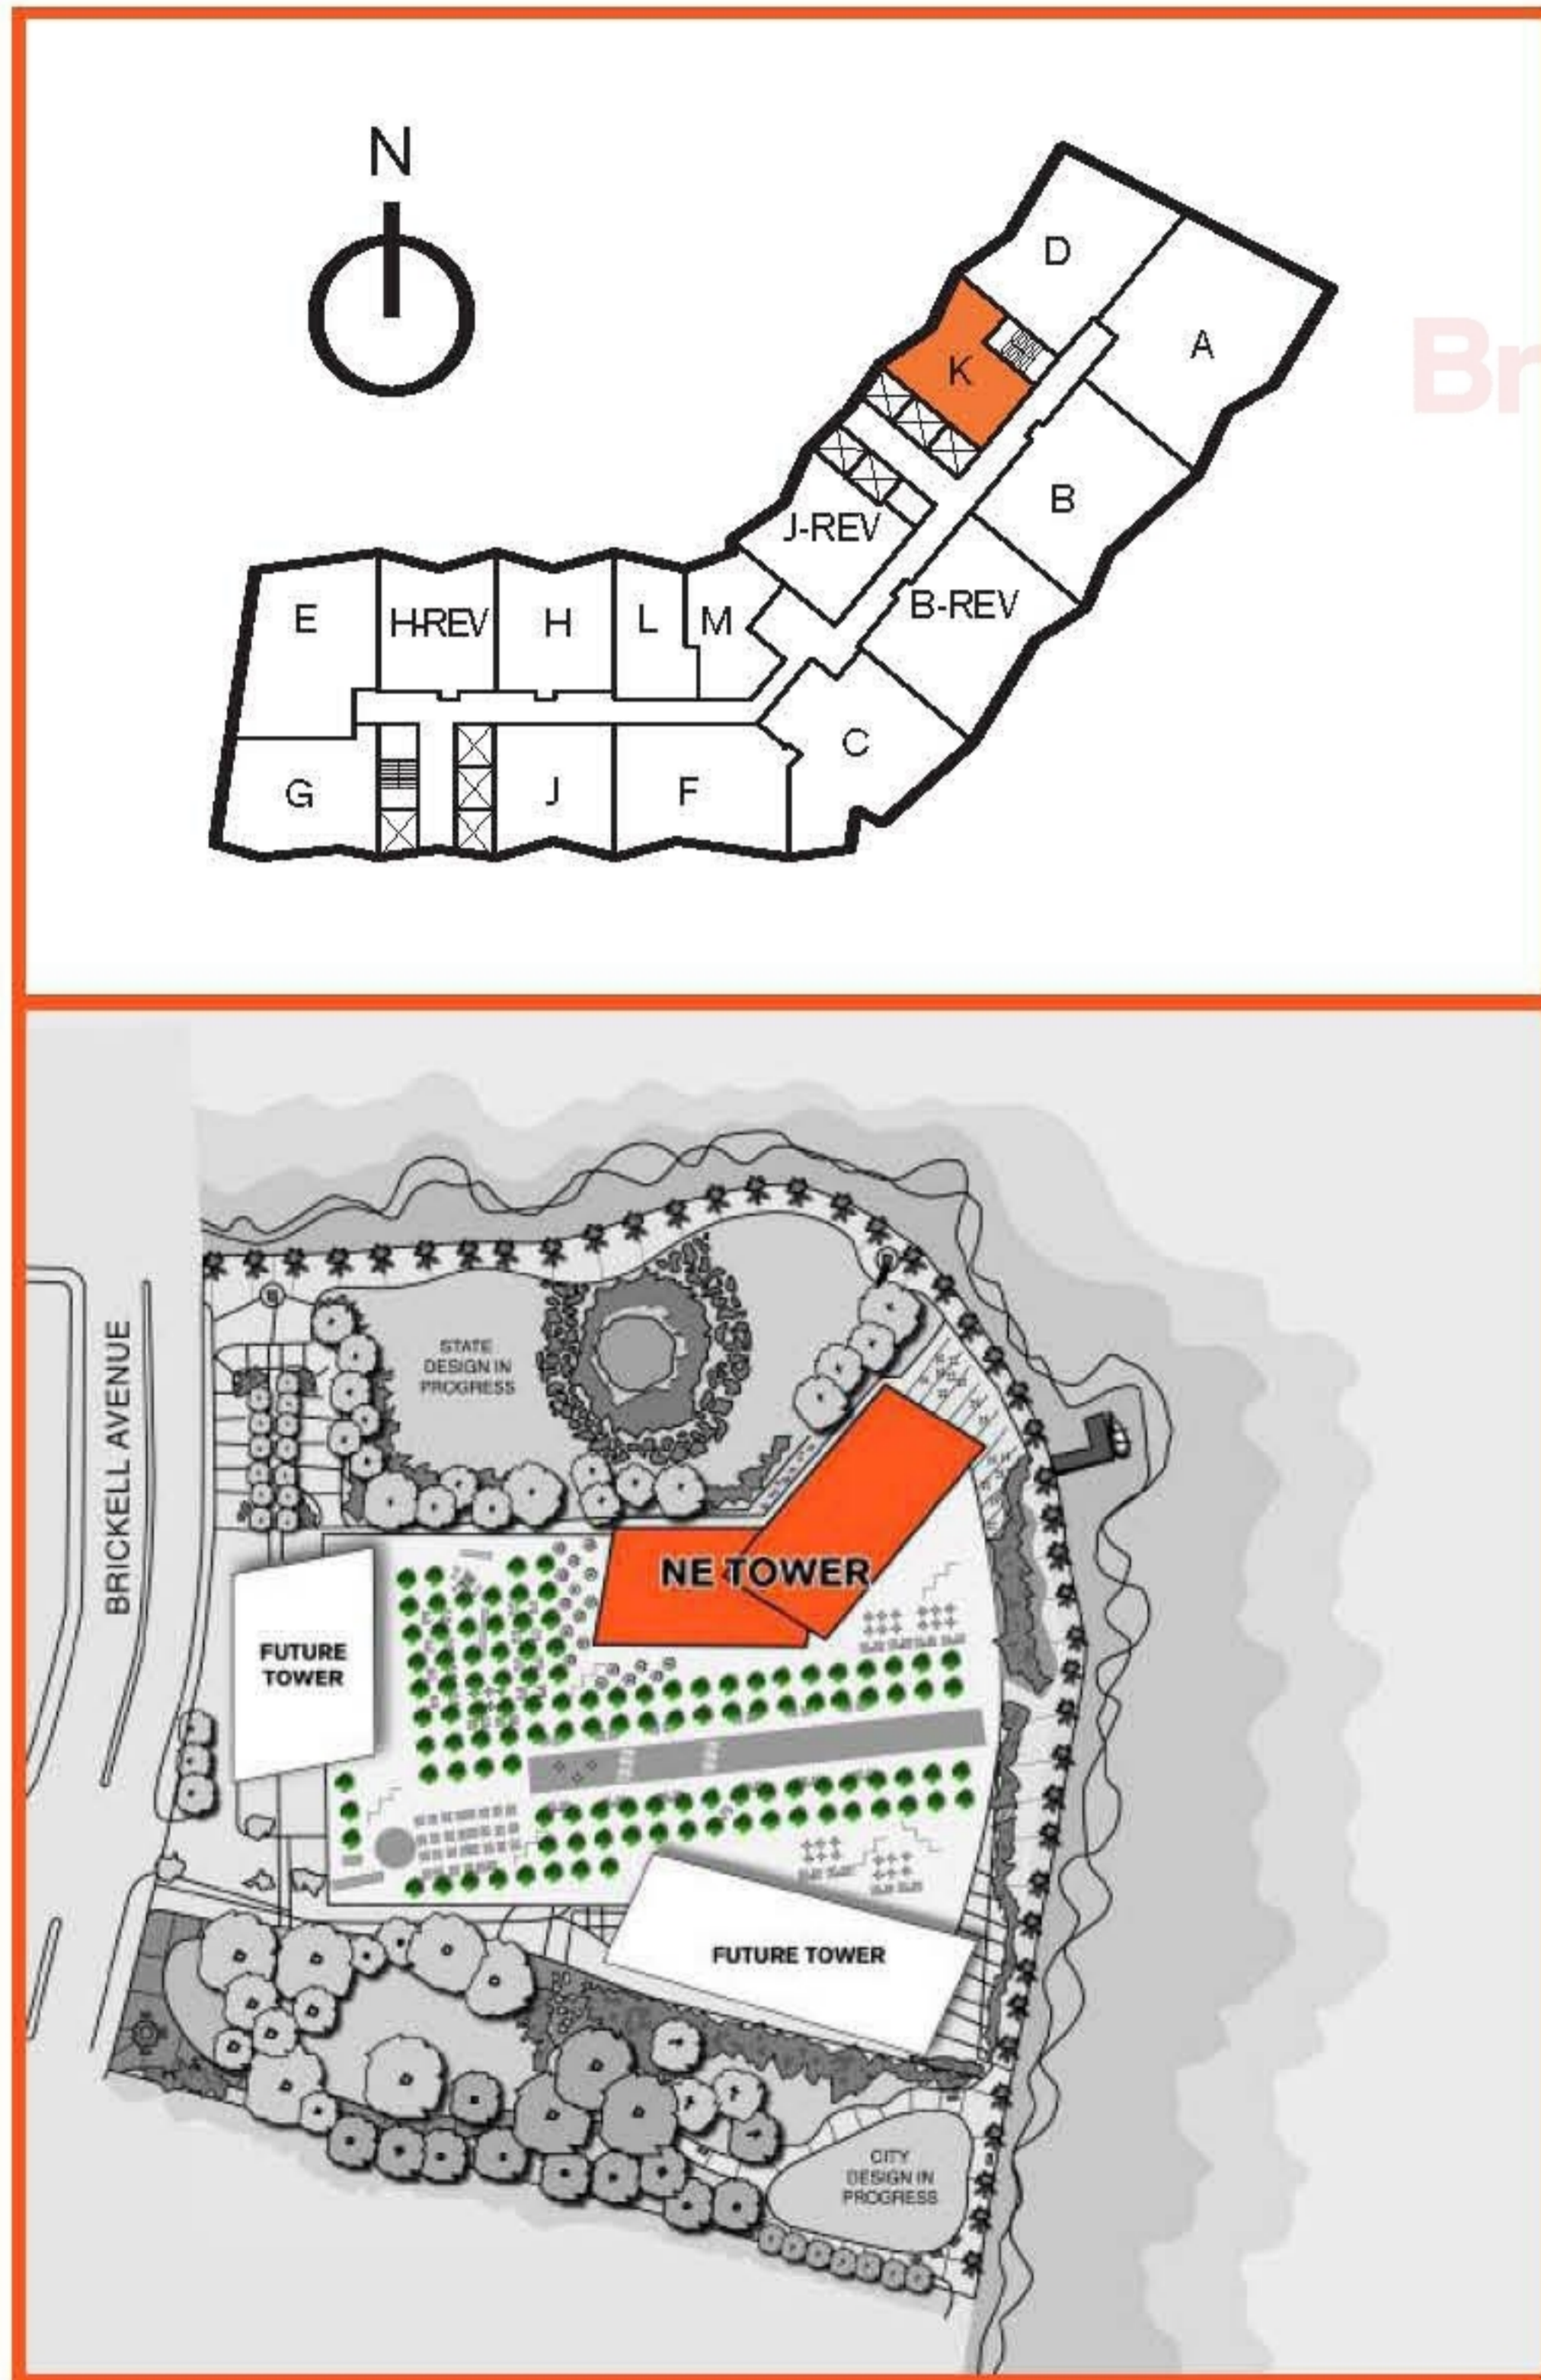 N
D
A
K
B
J-REV
B-REV
E
H-REV
H
L
M
C
G
J
F
Br
STATE
DESIGN IN
PROGRESS
BRICKELL AVENUE
NE TOWER
FUTURE
TOWER
FUTURE TOWER
CITY
DESIGN IN
PROGRESS